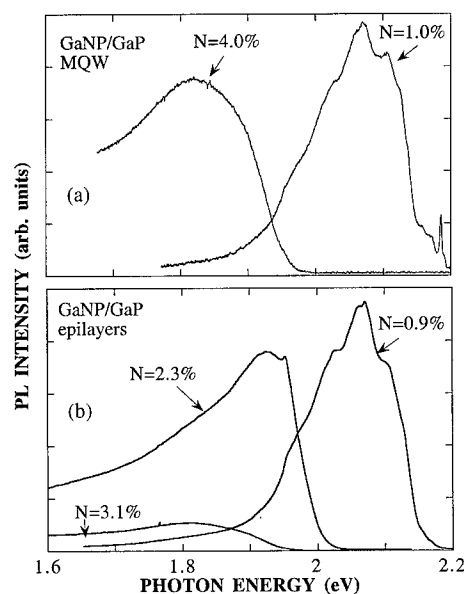 GaNP/GaP
MQW
N=4.0%
N=1.0%
(a)
PL INTENSITY (arb. units)
GaNP/GaP
epilayers
N=0.9%
N=2.3%
(b)
N=3.1%
1.6 1.8 2 2.2
PHOTON ENERGY (eV)